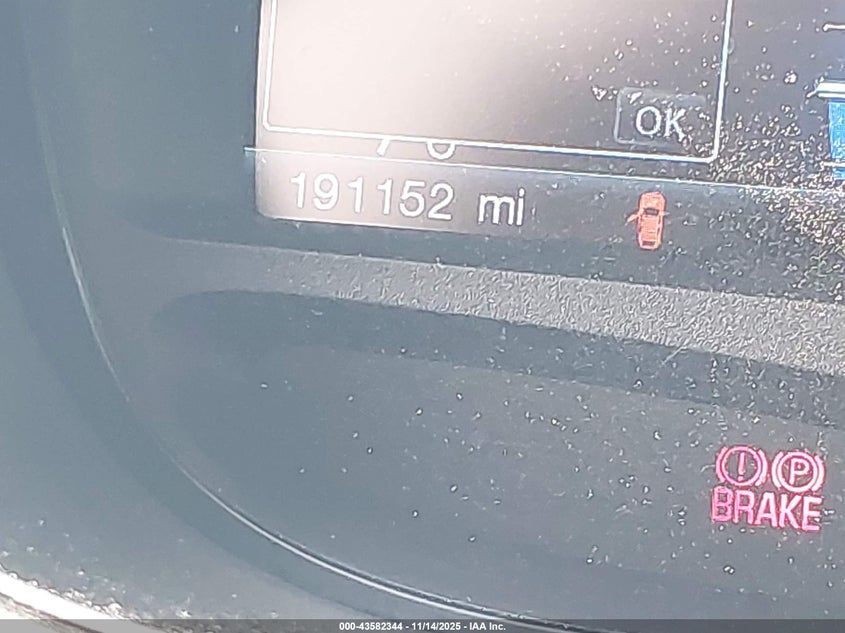 OK
191152 mi
BRAKE
000-43582344 - 11/14/2025 - IAA Inc.